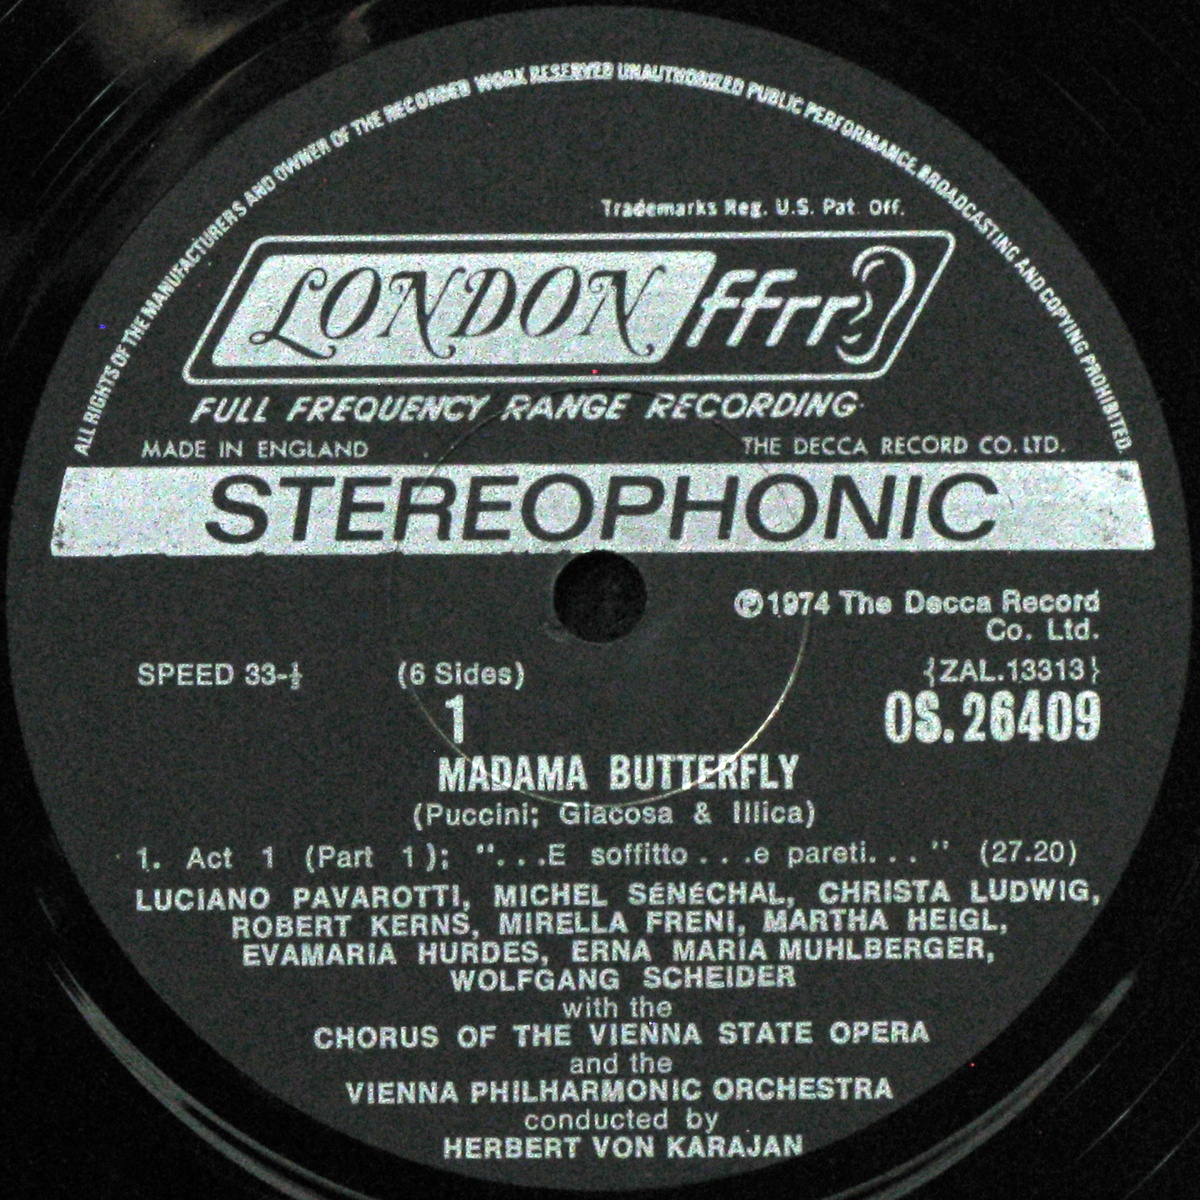 ALL RIGHTS OF THE MANUFACTURERS AND OWNER OF THE RECORDED WORK RESERVED UNAUTHORIZED PUBLIC PERFORMANCE BROADCASTING AND COPYING PROHIBITED
Trademarks Reg. U.S. Pat. Off.
LONDON ffrr
FULL FREQUENCY RANGE RECORDING
MADE IN ENGLAND THE DECCA RECORD CO. LTD.
STEREOPHONIC
℗1974 The Decca Record
Co. Ltd.
SPEED 33-⅓ (6 Sides) {ZAL.13313}
1 OS.26409
MADAMA BUTTERFLY
(Puccini; Giacosa & Illica)
1. Act 1 (Part 1); "...E soffitto...e pareti..." (27.20)
LUCIANO PAVAROTTI, MICHEL SÉNÉCHAL, CHRISTA LUDWIG,
ROBERT KERNS, MIRELLA FRENI, MARTHA HEIGL,
EVAMARIA HURDES, ERNA MARIA MUHLBERGER,
WOLFGANG SCHEIDER
with the
CHORUS OF THE VIENNA STATE OPERA
and the
VIENNA PHILHARMONIC ORCHESTRA
conducted by
HERBERT VON KARAJAN